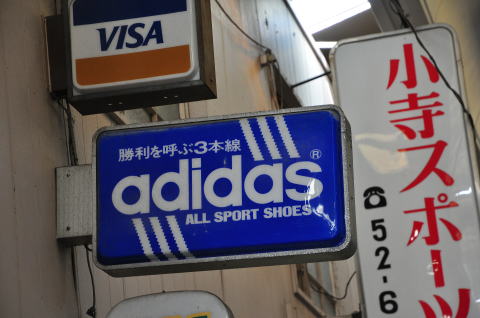 VISA
勝利を呼ぶ3本線
adidas®
ALL SPORT SHOES
小寺スポーツ
☎52-6